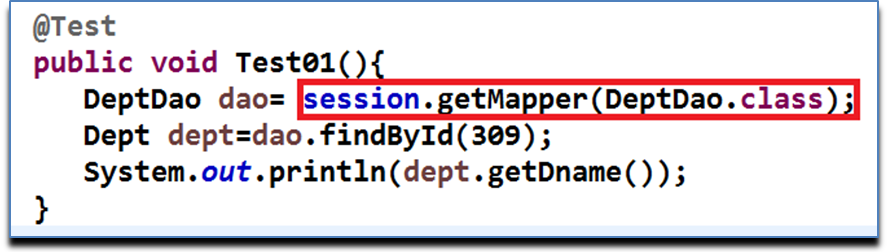 @Test
public void Test01(){
DeptDao dao= session.getMapper(DeptDao.class);
Dept dept=dao.findById(309);
System.out.println(dept.getDname());
}